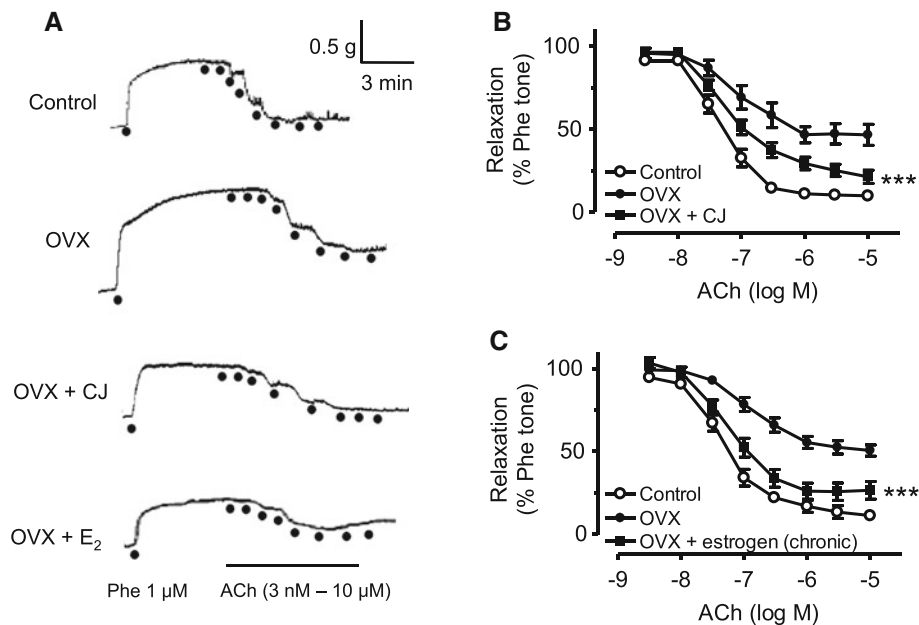 A
0.5 g
3 min
Control
OVX
OVX + CJ
OVX + E₂
Phe 1 µM
ACh (3 nM – 10 µM)
B
Relaxation
(% Phe tone)
100
50
0
Control
OVX
OVX + CJ
***
-9 -8 -7 -6 -5
ACh (log M)
C
Relaxation
(% Phe tone)
100
50
0
Control
OVX
OVX + estrogen (chronic)
***
-9 -8 -7 -6 -5
ACh (log M)